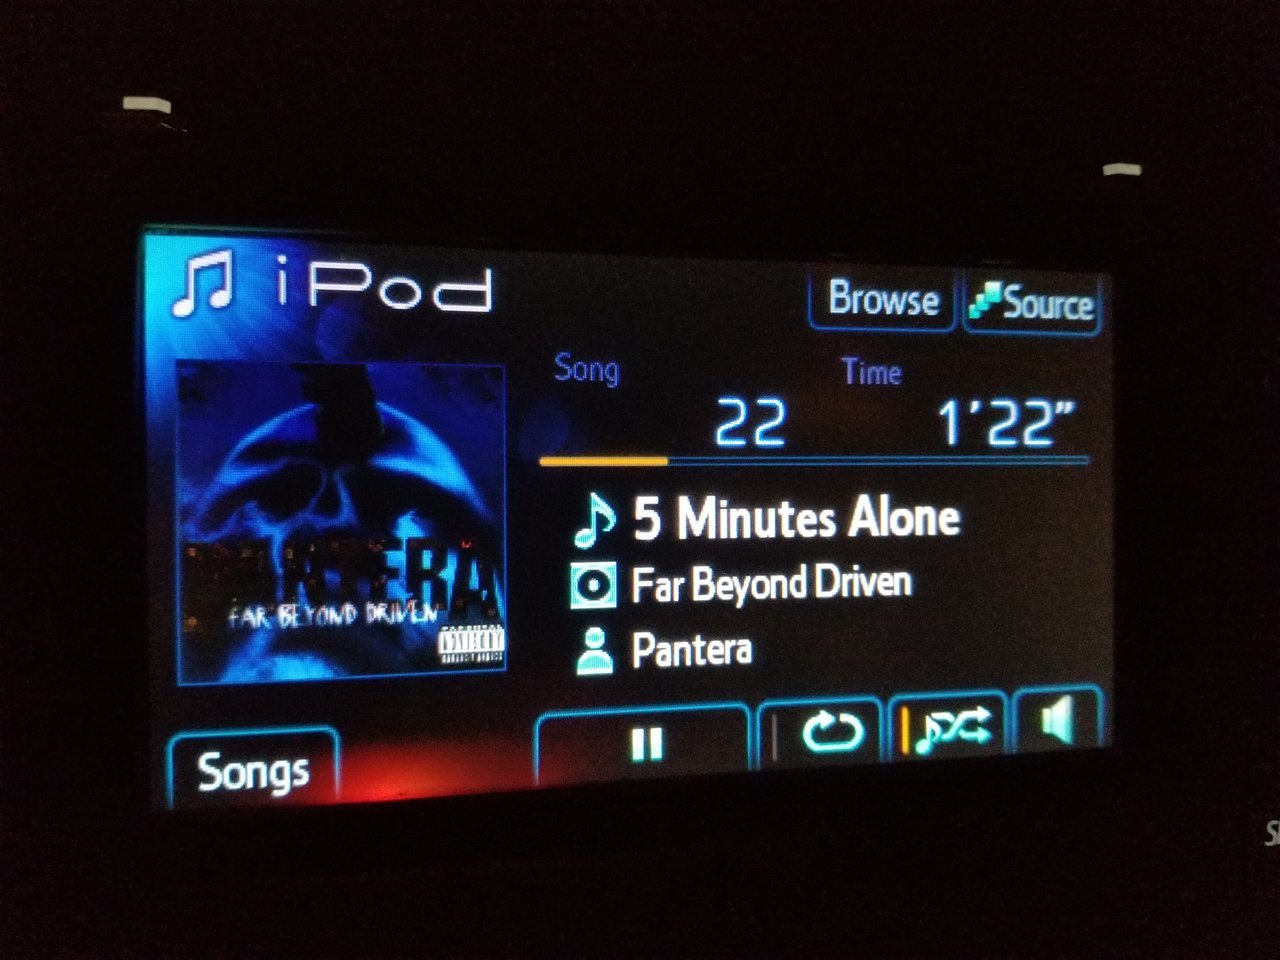 iPod
Browse
Source
Song
Time
22
1'22"
5 Minutes Alone
Far Beyond Driven
Pantera
FAR BEYOND DRIVEN
ADVISORY
Songs